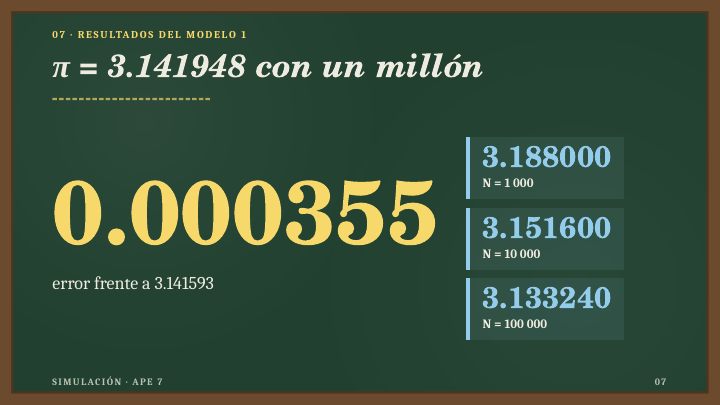 07 · RESULTADOS DEL MODELO 1
π = 3.141948 con un millón
0.000355
error frente a 3.141593
3.188000
N = 1 000
3.151600
N = 10 000
3.133240
N = 100 000
SIMULACIÓN · APE 7
07